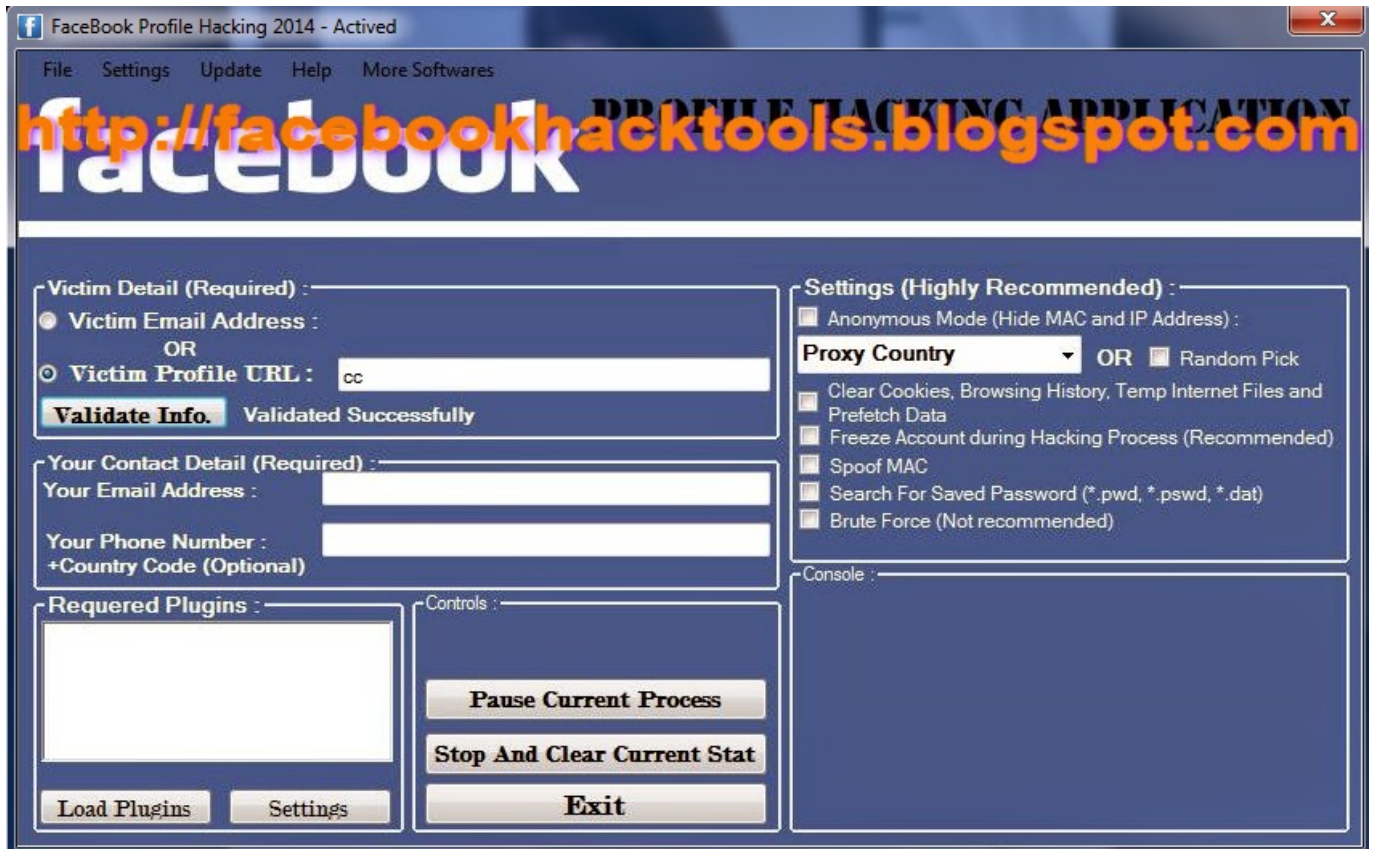 FaceBook Profile Hacking 2014 - Actived
x
File Settings Update Help More Softwares
facebook
PROFILE HACKING APPLICATION
http://facebookhacktools.blogspot.com
Victim Detail (Required) :
Victim Email Address :
OR
Victim Profile URL :
cc
Validate Info.
Validated Successfully
Your Contact Detail (Required) :
Your Email Address :
Your Phone Number :
+Country Code (Optional)
Requered Plugins :
Load Plugins
Settings
Controls :
Pause Current Process
Stop And Clear Current Stat
Exit
Settings (Highly Recommended) :
Anonymous Mode (Hide MAC and IP Address) :
Proxy Country
OR
Random Pick
Clear Cookies, Browsing History, Temp Internet Files and
Prefetch Data
Freeze Account during Hacking Process (Recommended)
Spoof MAC
Search For Saved Password (*.pwd, *.pswd, *.dat)
Brute Force (Not recommended)
Console :